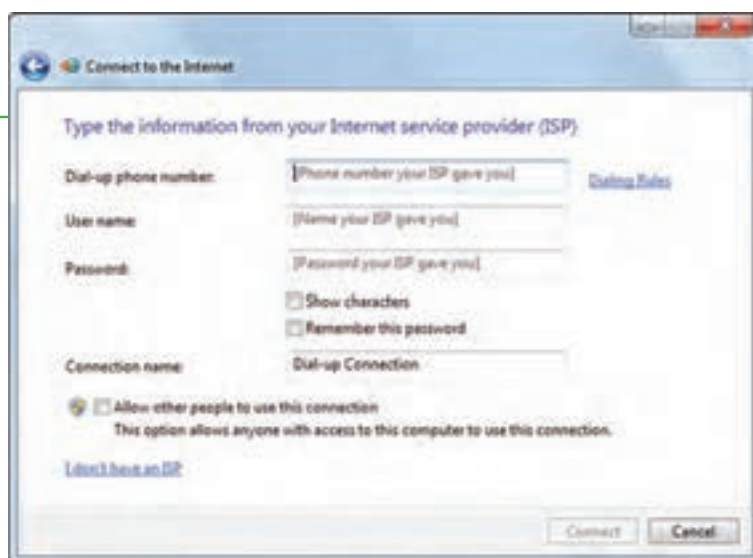 Connect to the Internet
Type the information from your Internet service provider (ISP)
Dial-up phone number: [Phone number your ISP gave you] Dialing Rules
User name: [Name your ISP gave you]
Password: [Password your ISP gave you]
Show characters
Remember this password
Connection name: Dial-up Connection
Allow other people to use this connection
This option allows anyone with access to this computer to use this connection.
I don't have an ISP
Connect Cancel